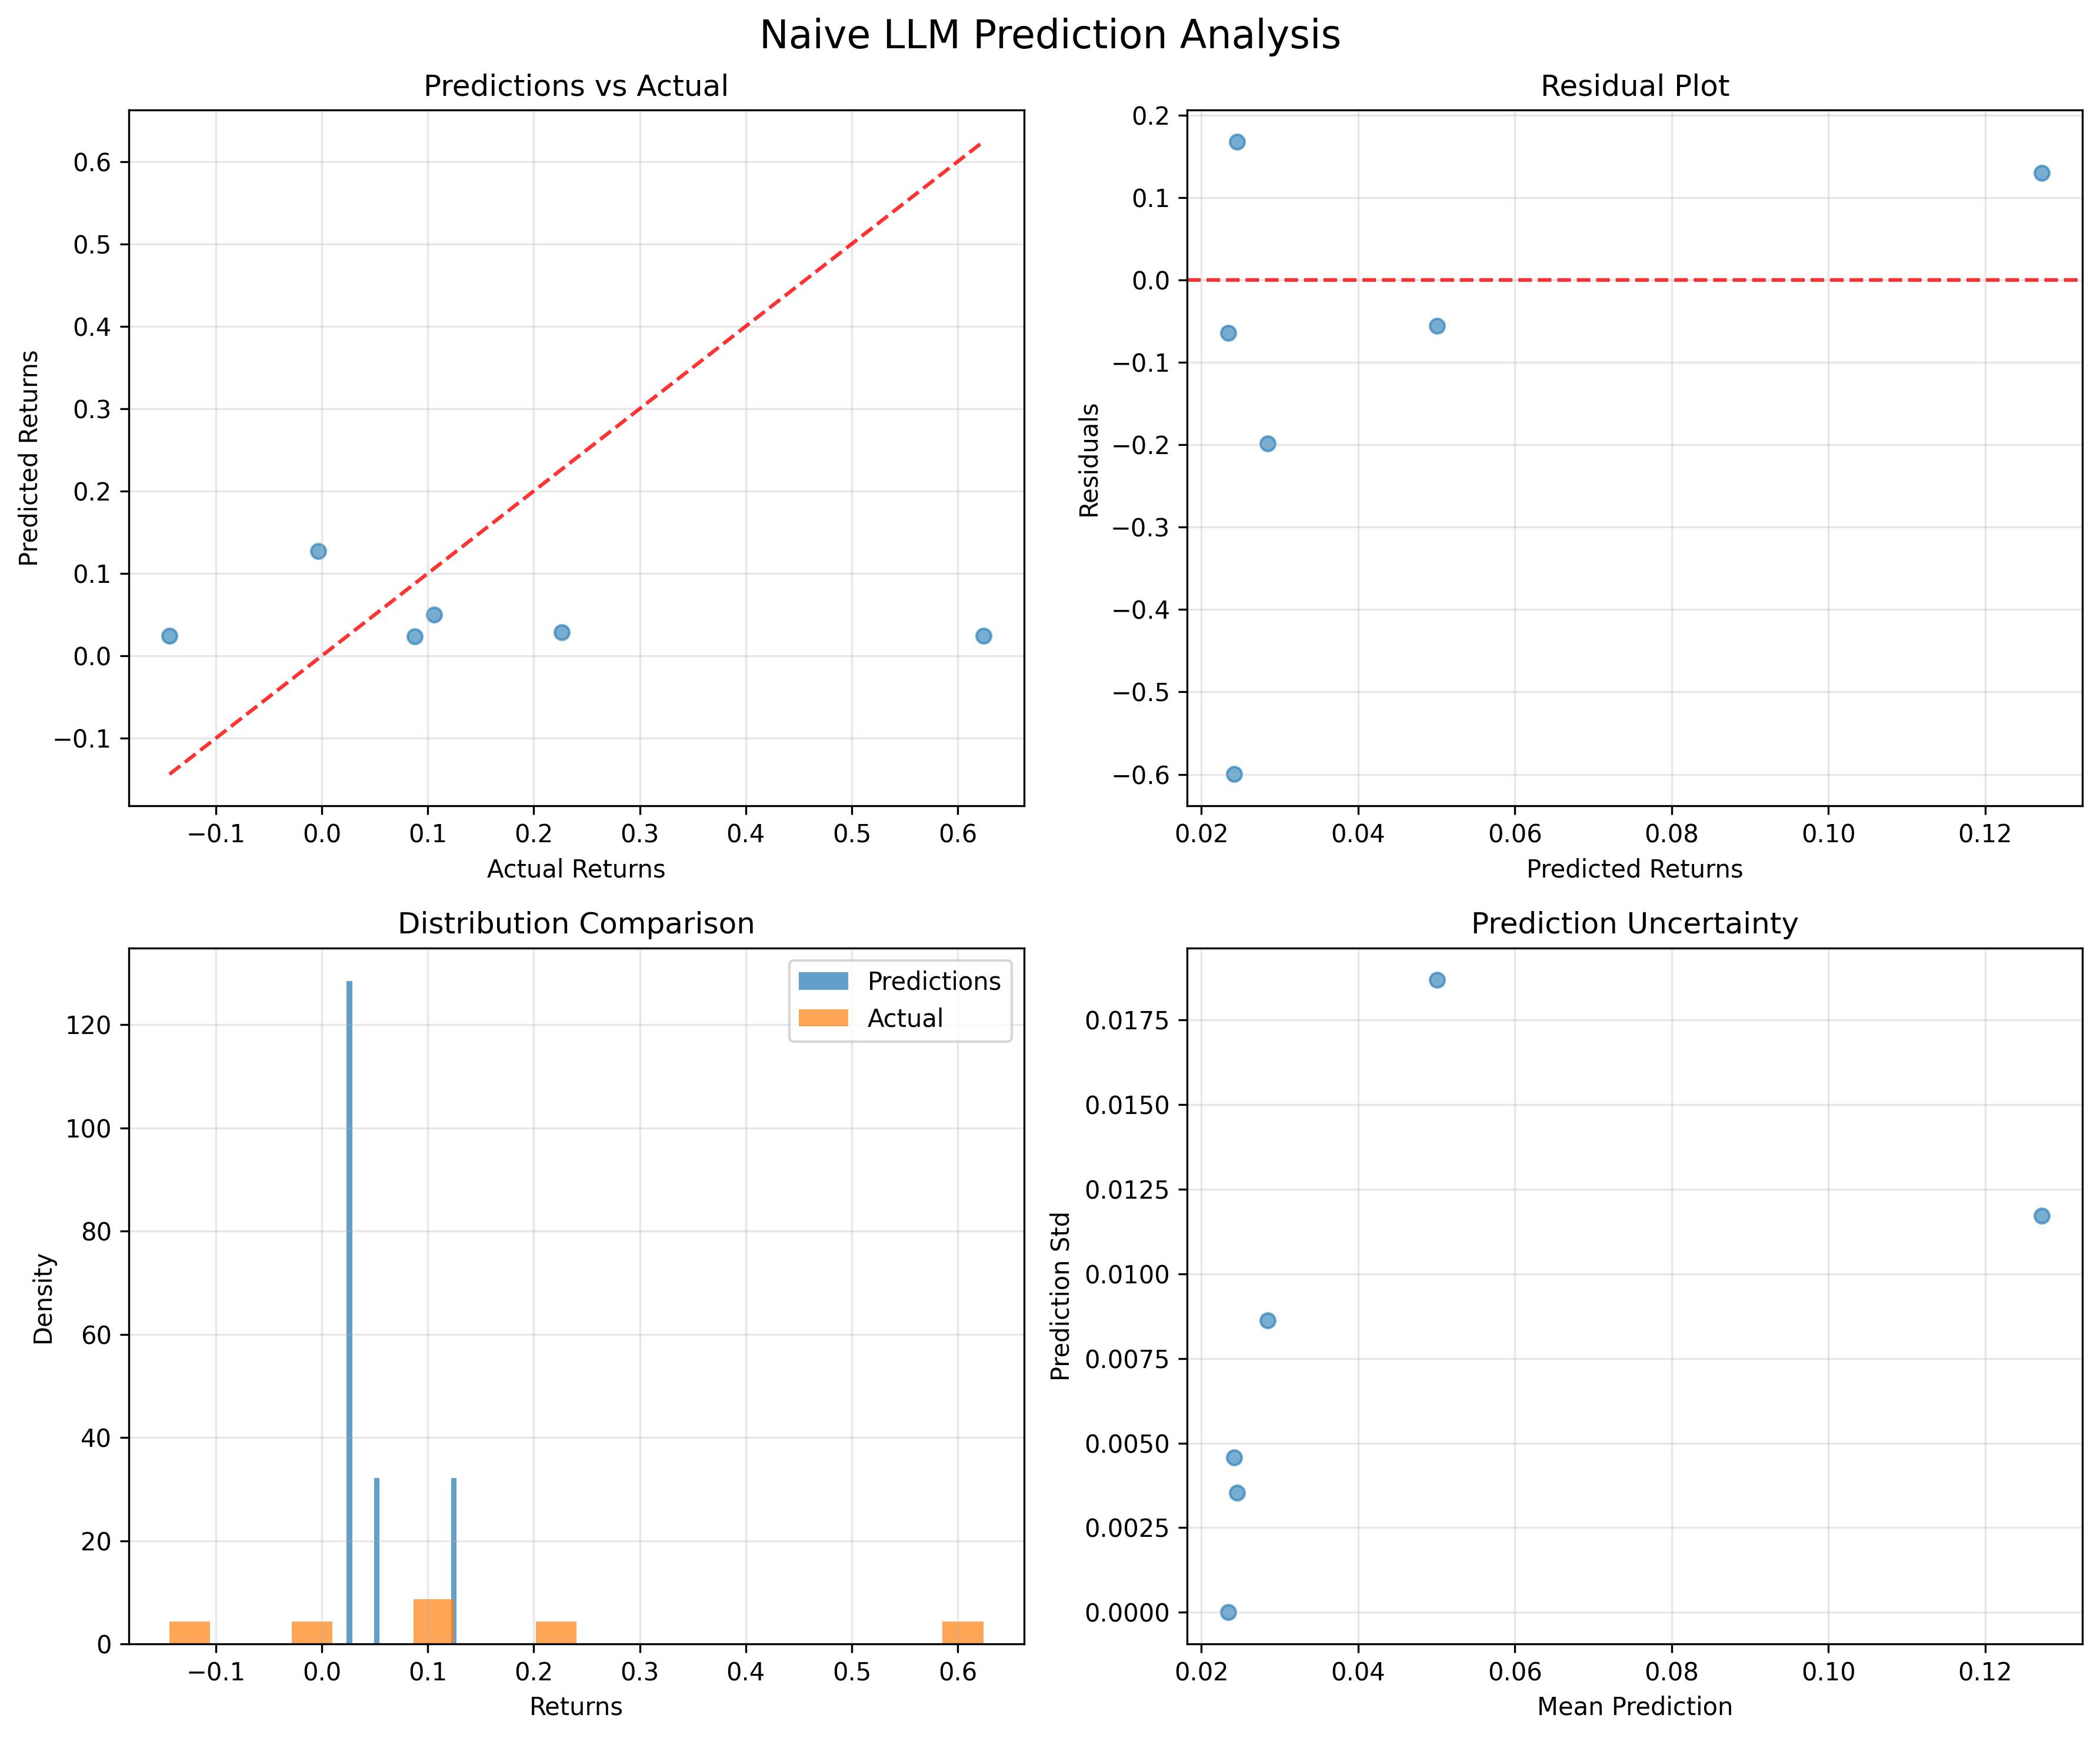 Naive LLM Prediction Analysis
Predictions vs Actual
Predicted Returns
0.6
0.5
0.4
0.3
0.2
0.1
0.0
−0.1
−0.1 0.0 0.1 0.2 0.3 0.4 0.5 0.6
Actual Returns
Residual Plot
Residuals
0.2
0.1
0.0
−0.1
−0.2
−0.3
−0.4
−0.5
−0.6
0.02 0.04 0.06 0.08 0.10 0.12
Predicted Returns
Distribution Comparison
Predictions
Actual
Density
120
100
80
60
40
20
0
−0.1 0.0 0.1 0.2 0.3 0.4 0.5 0.6
Returns
Prediction Uncertainty
Prediction Std
0.0175
0.0150
0.0125
0.0100
0.0075
0.0050
0.0025
0.0000
0.02 0.04 0.06 0.08 0.10 0.12
Mean Prediction